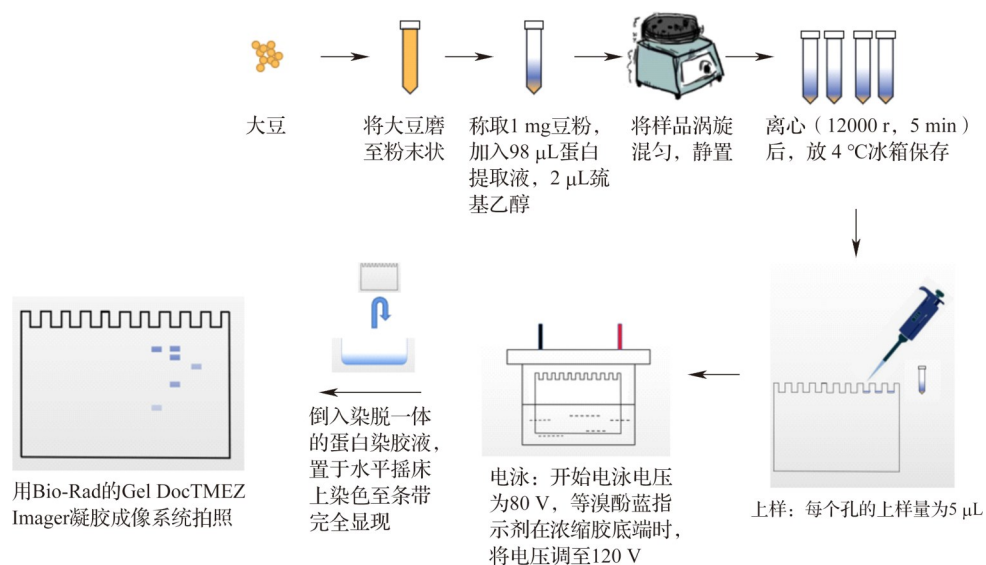 大豆
将大豆磨
至粉末状
称取1 mg豆粉，
加入98 μL蛋白
提取液，2 μL巯
基乙醇
将样品涡旋
混匀，静置
离心（12000 r，5 min）
后，放 4 ℃冰箱保存
上样：每个孔的上样量为5 μL
电泳：开始电泳电压
为80 V，等溴酚蓝指
示剂在浓缩胶底端时，
将电压调至120 V
倒入染脱一体
的蛋白染胶液，
置于水平摇床
上染色至条带
完全显现
用Bio-Rad的Gel DocTMEZ
Imager凝胶成像系统拍照